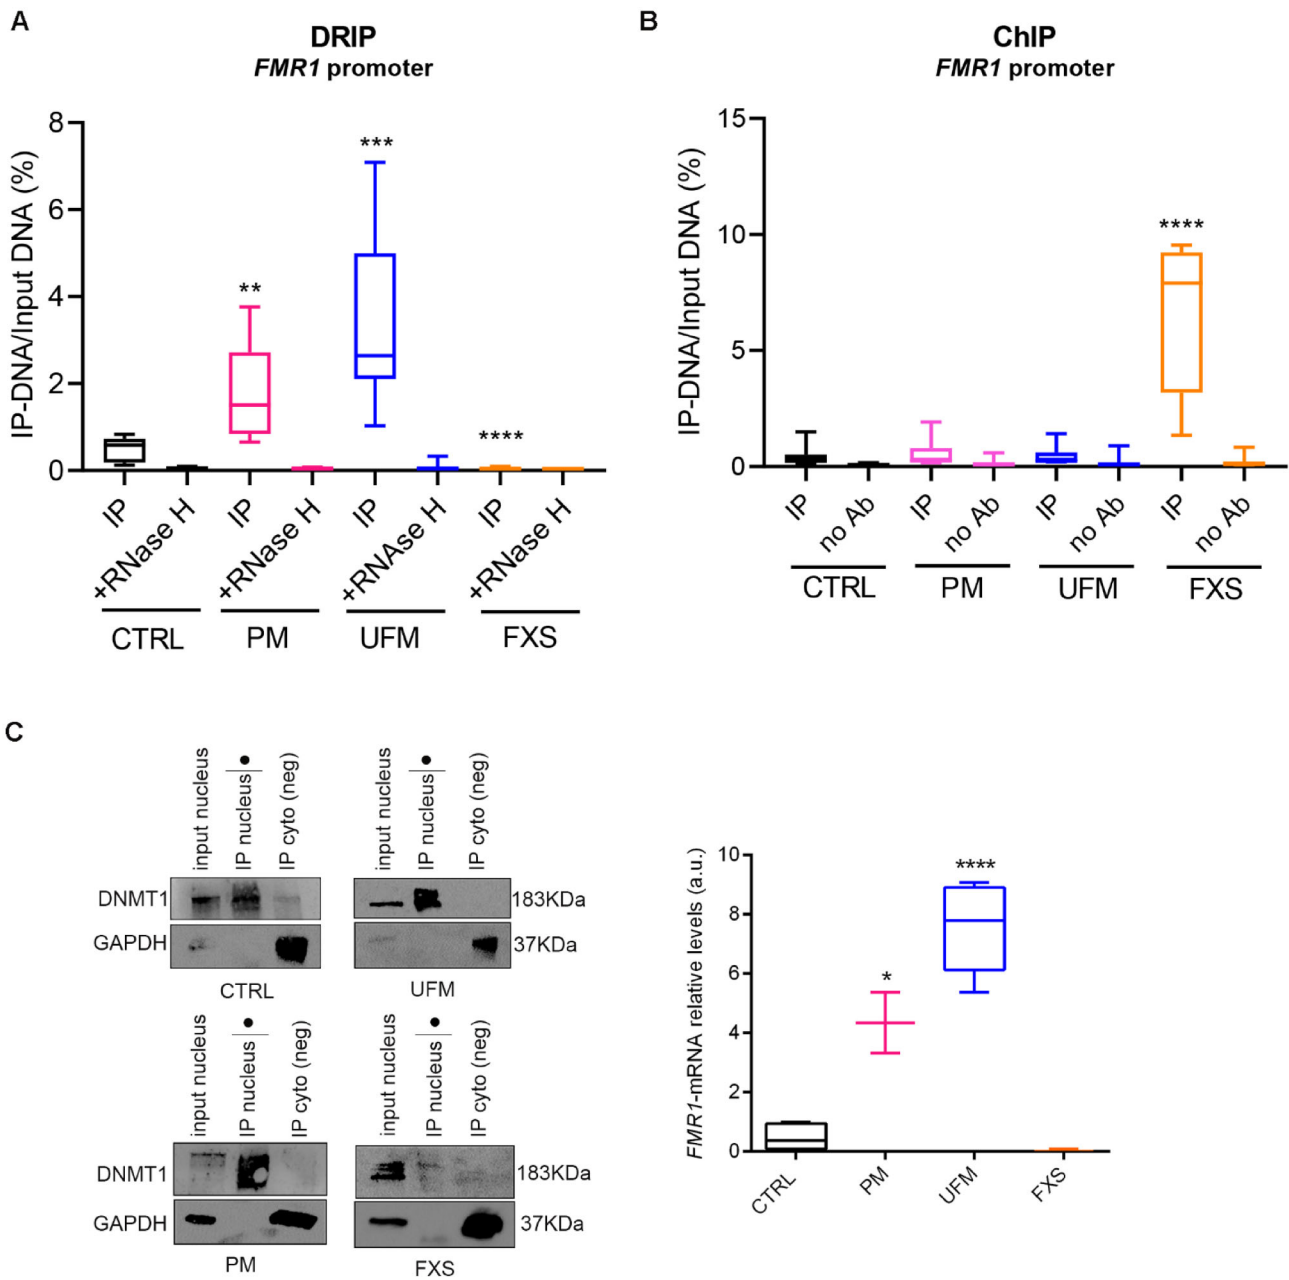 A
DRIP
FMR1 promoter
IP-DNA/Input DNA (%)
8
6
4
2
0
**
***
****
IP
+RNase H
IP
+RNase H
IP
+RNAse H
IP
+RNase H
CTRL
PM
UFM
FXS
B
ChIP
FMR1 promoter
IP-DNA/Input DNA (%)
15
10
5
0
****
IP
no Ab
IP
no Ab
IP
no Ab
IP
no Ab
CTRL
PM
UFM
FXS
C
input nucleus
IP nucleus
IP cyto (neg)
DNMT1
GAPDH
CTRL
input nucleus
IP nucleus
IP cyto (neg)
183KDa
37KDa
UFM
input nucleus
IP nucleus
IP cyto (neg)
DNMT1
GAPDH
PM
input nucleus
IP nucleus
IP cyto (neg)
183KDa
37KDa
FXS
FMR1-mRNA relative levels (a.u.)
10
8
6
4
2
0
*
****
CTRL
PM
UFM
FXS